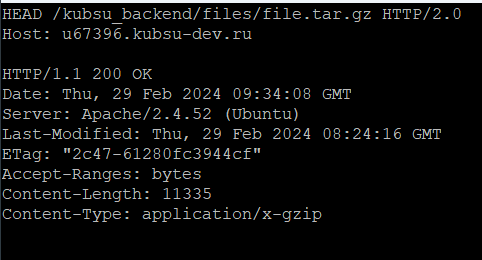 HEAD /kubsu_backend/files/file.tar.gz HTTP/2.0
Host: u67396.kubsu-dev.ru
HTTP/1.1 200 OK
Date: Thu, 29 Feb 2024 09:34:08 GMT
Server: Apache/2.4.52 (Ubuntu)
Last-Modified: Thu, 29 Feb 2024 08:24:16 GMT
ETag: "2c47-61280fc3944cf"
Accept-Ranges: bytes
Content-Length: 11335
Content-Type: application/x-gzip